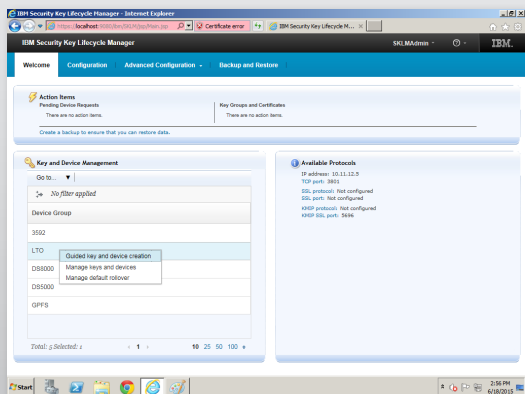 IBM Security Key Lifecycle Manager - Internet Explorer
https://localhost:9080/ibm/SKLM/jsp/Main.jsp
Certificate error
IBM Security Key Lifecycle M...
IBM Security Key Lifecycle Manager
SKLMAdmin
IBM.
Welcome
Configuration
Advanced Configuration
Backup and Restore
Action Items
Pending Device Requests
Key Groups and Certificates
There are no action items.
There are no action items.
Create a backup to ensure that you can restore data.
Key and Device Management
Available Protocols
Go to...
IP address: 10.11.12.5
TCP port: 3801
No filter applied
SSL protocol: Not configured
SSL port: Not configured
KMIP protocol: Not configured
KMIP SSL port: 5696
Device Group
3592
LTO
Guided key and device creation
DS8000
Manage keys and devices
Manage default rollover
DS5000
GPFS
Total: 5 Selected: 1
1
10 25 50 100
Start
2:56 PM
6/18/2015